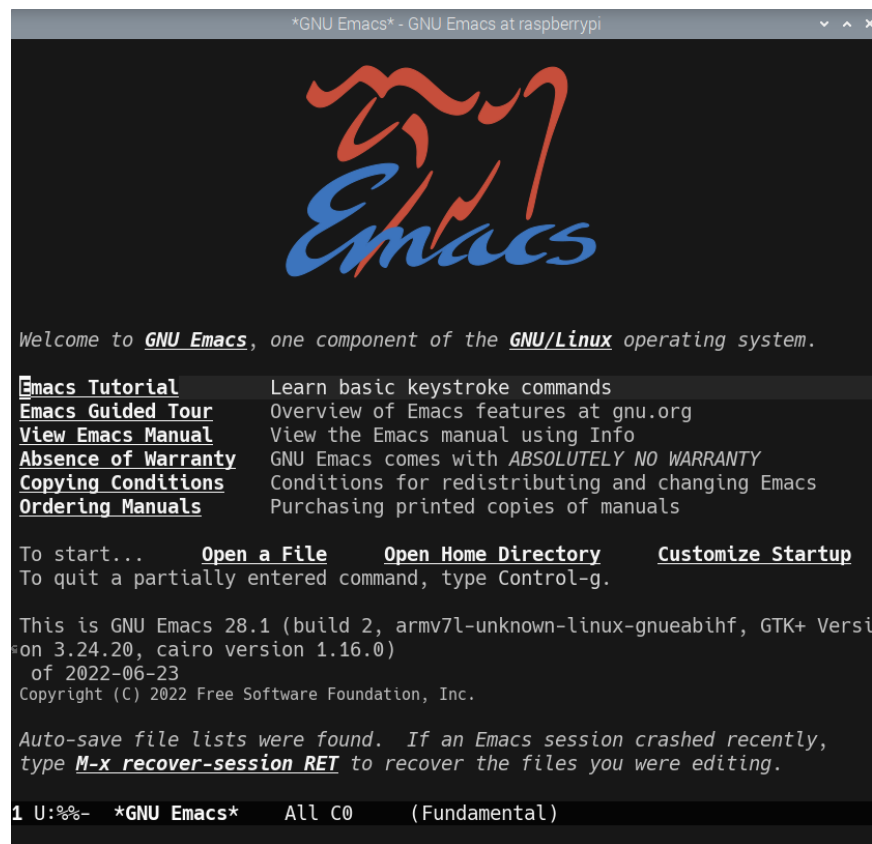 *GNU Emacs* - GNU Emacs at raspberrypi
Emacs
Welcome to GNU Emacs, one component of the GNU/Linux operating system.
Emacs Tutorial Learn basic keystroke commands
Emacs Guided Tour Overview of Emacs features at gnu.org
View Emacs Manual View the Emacs manual using Info
Absence of Warranty GNU Emacs comes with ABSOLUTELY NO WARRANTY
Copying Conditions Conditions for redistributing and changing Emacs
Ordering Manuals Purchasing printed copies of manuals
To start... Open a File Open Home Directory Customize Startup
To quit a partially entered command, type Control-g.
This is GNU Emacs 28.1 (build 2, armv7l-unknown-linux-gnueabihf, GTK+ Versi
on 3.24.20, cairo version 1.16.0)
of 2022-06-23
Copyright (C) 2022 Free Software Foundation, Inc.
Auto-save file lists were found. If an Emacs session crashed recently,
type M-x recover-session RET to recover the files you were editing.
1 U:%%- *GNU Emacs* All C0 (Fundamental)